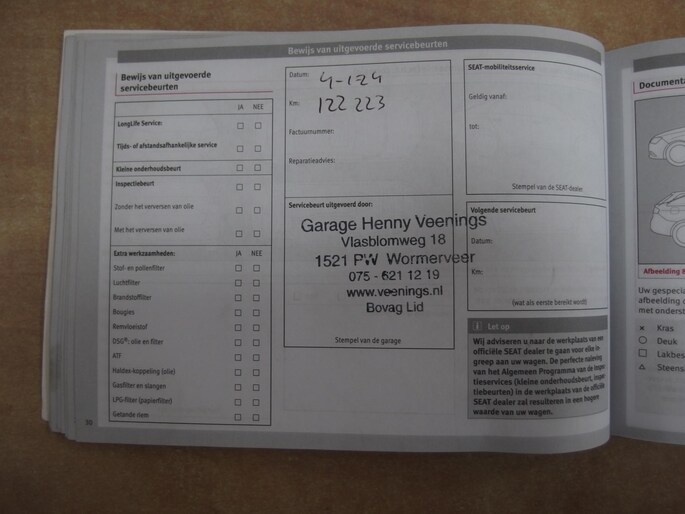 Bewijs van uitgevoerde servicebeurten
Bewijs van uitgevoerde
servicebeurten
JA NEE
LongLife Service:
Tijds- of afstandsafhankelijke service
Kleine onderhoudsbeurt
Inspectiebeurt
Zonder het verversen van olie
Met het verversen van olie
Extra werkzaamheden: JA NEE
Stof- en pollenfilter
Luchtfilter
Brandstoffilter
Bougies
Remvloeistof
DSG®: olie en filter
ATF
Haldex-koppeling (olie)
Gasfilter en slangen
LPG-filter (papierfilter)
Getande riem
Datum: 4-124
Km: 122 223
Factuurnummer:
Reparatieadvies:
Servicebeurt uitgevoerd door:
Garage Henny Veenings
Vlasblomweg 18
1521 PW Wormerveer
075 - 621 12 19
www.veenings.nl
Bovag Lid
Stempel van de garage
SEAT-mobiliteitsservice
Geldig vanaf:
tot:
Stempel van de SEAT-dealer
Volgende servicebeurt
Datum:
Km:
(wat als eerste bereikt wordt)
i Let op
Wij adviseren u naar de werkplaats van een
officiële SEAT dealer te gaan voor elke in
greep aan uw wagen. De perfecte naleving
van het Algemeen Programma van de inspec
tieservices (kleine onderhoudsbeurt, inspec
tiebeurten) in de werkplaats van de officiële
SEAT dealer zal resulteren in een hogere
waarde van uw wagen.
Documenta
Afbeelding
Uw gespecia
afbeelding
met onderst
Kras
Deuk
Lakbes
Steens